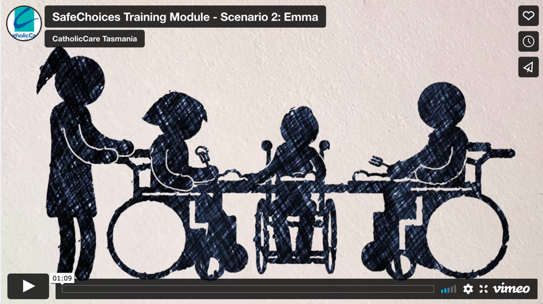 SafeChoices Training Module - Scenario 2: Emma
CatholicCare Tasmania
01:09
vimeo